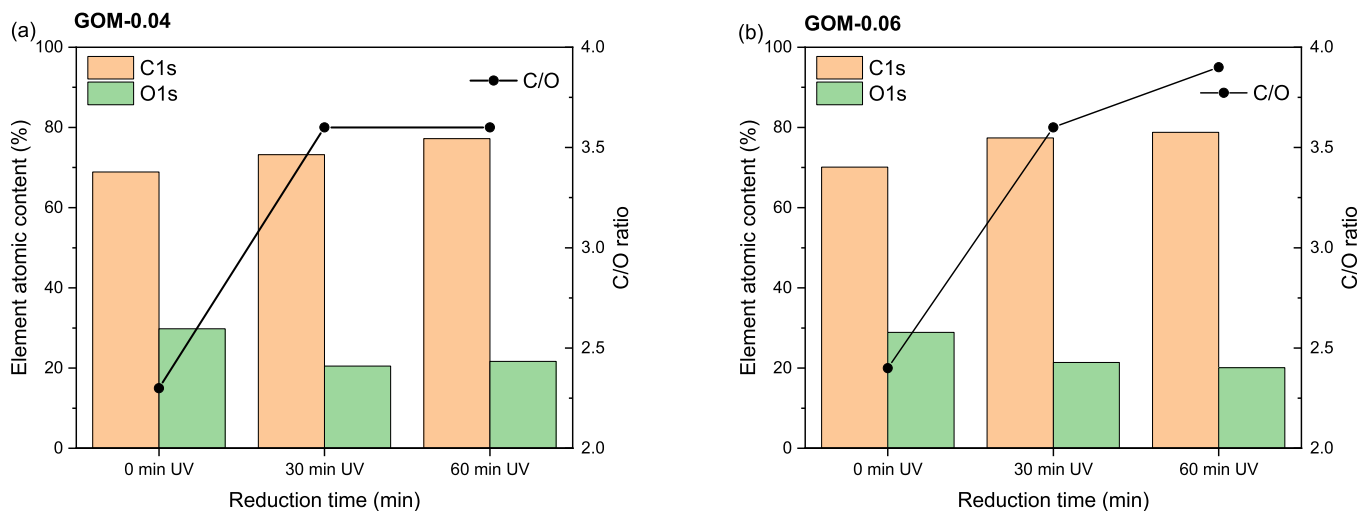 (a)
GOM-0.04
100
80
60
40
20
0
Element atomic content (%)
C1s
O1s
C/O
4.0
3.5
3.0
2.5
2.0
C/O ratio
0 min UV
30 min UV
60 min UV
Reduction time (min)
(b)
GOM-0.06
100
80
60
40
20
0
Element atomic content (%)
C1s
O1s
C/O
4.0
3.5
3.0
2.5
2.0
C/O ratio
0 min UV
30 min UV
60 min UV
Reduction time (min)